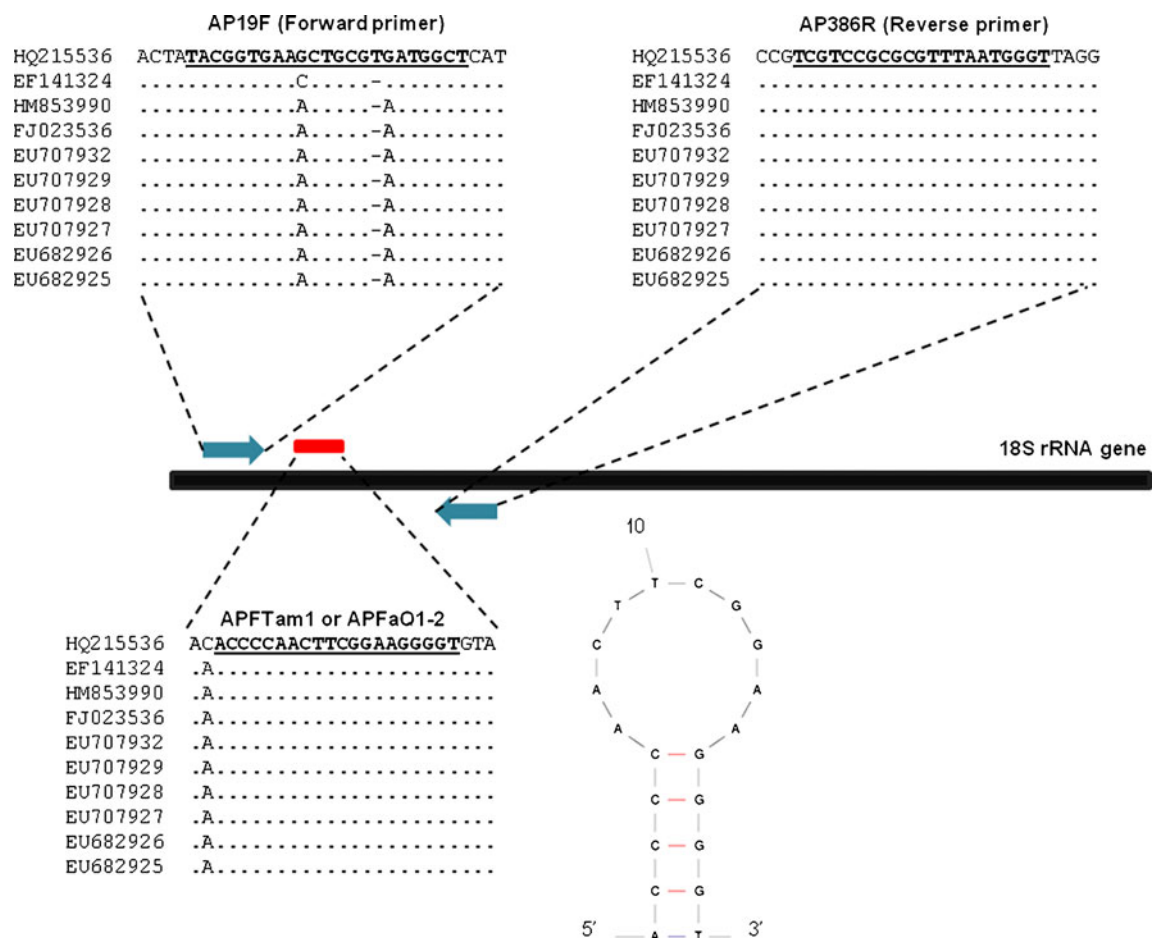 AP19F (Forward primer)
HQ215536 ACTATACGGTGAAGCTGCGTGATGGCTCAT
EF141324 .............C.....-..........
HM853990 .............A.....-A.........
FJ023536 .............A.....-A.........
EU707932 .............A.....-A.........
EU707929 .............A.....-A.........
EU707928 .............A.....-A.........
EU707927 .............A.....-A.........
EU682926 .............A.....-A.........
EU682925 .............A.....-A.........
AP386R (Reverse primer)
HQ215536 CCGTCGTCCGCGCGTTTAATGGGTTAGG
EF141324 ............................
HM853990 ............................
FJ023536 ............................
EU707932 ............................
EU707929 ............................
EU707928 ............................
EU707927 ............................
EU682926 ............................
EU682925 ............................
18S rRNA gene
APFTam1 or APFaQ1-2
HQ215536 ACACCCCAACTTCGGAAGGGGTGTA
EF141324 .A.......................
HM853990 .A.......................
FJ023536 .A.......................
EU707932 .A.......................
EU707929 .A.......................
EU707928 .A.......................
EU707927 .A.......................
EU682926 .A.......................
EU682925 .A.......................
10
T C
T G
C G
A A
A A
C G
C G
C G
C G
5' A T 3'